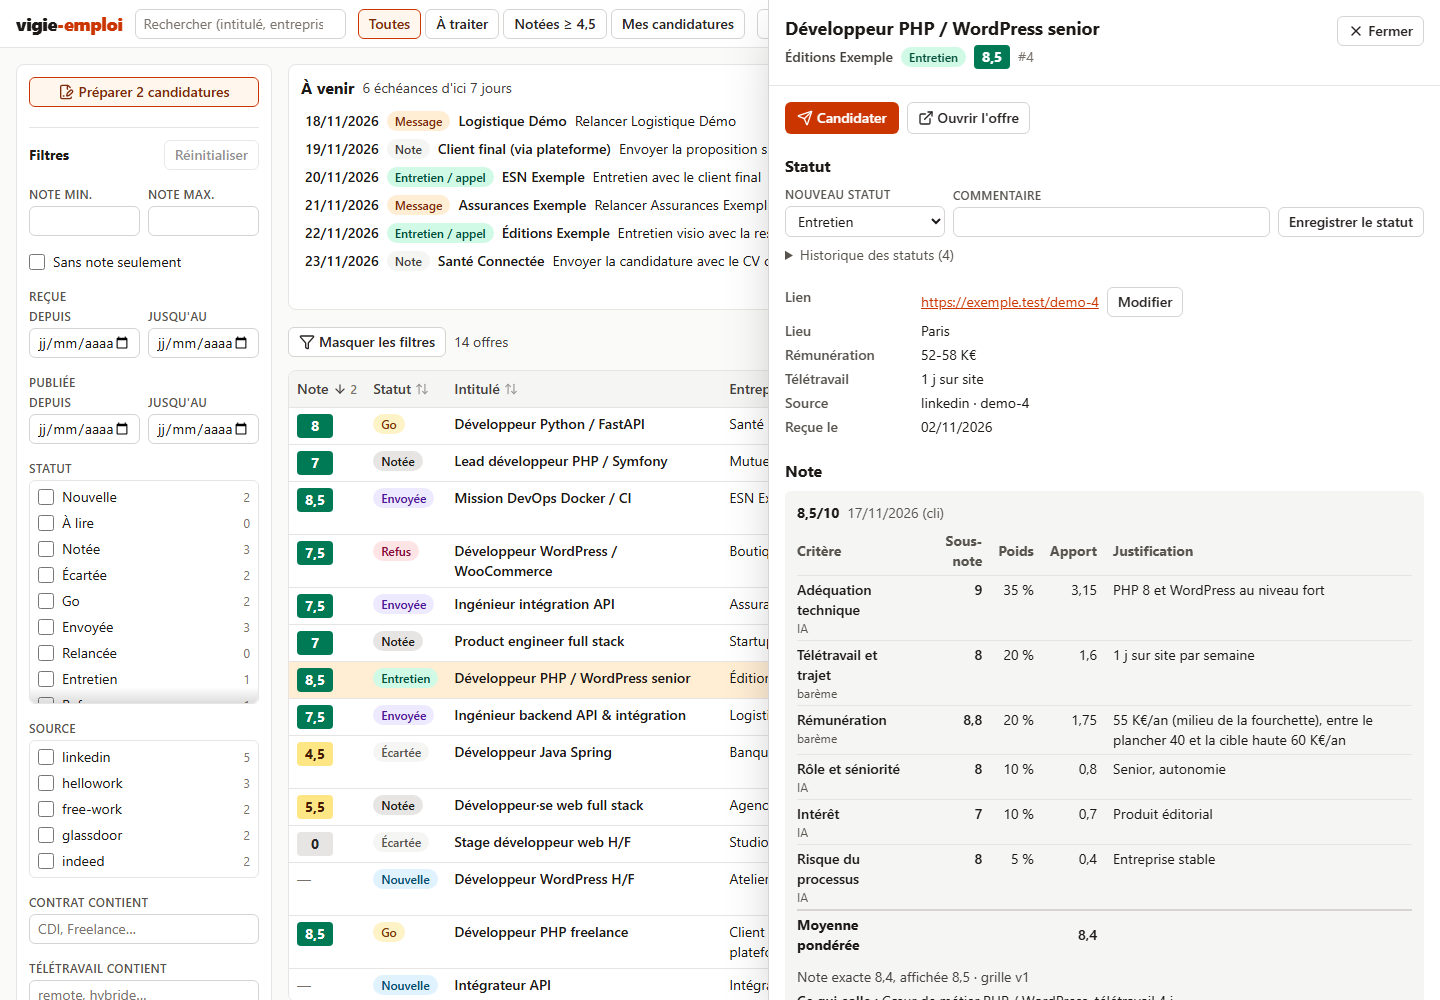 vigie-emploi
Rechercher (intitulé, entrepris
Toutes
À traiter
Notées ≥ 4,5
Mes candidatures
Préparer 2 candidatures
Filtres
Réinitialiser
NOTE MIN.
NOTE MAX.
Sans note seulement
REÇUE
DEPUIS
JUSQU'AU
jj/mm/aaaa
jj/mm/aaaa
PUBLIÉE
DEPUIS
JUSQU'AU
jj/mm/aaaa
jj/mm/aaaa
STATUT
Nouvelle 2
À lire 0
Notée 3
Écartée 2
Go 2
Envoyée 3
Relancée 0
Entretien 1
SOURCE
linkedin 5
hellowork 3
free-work 2
glassdoor 2
indeed 2
CONTRAT CONTIENT
CDI, Freelance...
TÉLÉTRAVAIL CONTIENT
remote, hybride...
À venir 6 échéances d'ici 7 jours
18/11/2026 Message Logistique Démo Relancer Logistique Démo
19/11/2026 Note Client final (via plateforme) Envoyer la proposition s
20/11/2026 Entretien / appel ESN Exemple Entretien avec le client final
21/11/2026 Message Assurances Exemple Relancer Assurances Exempl
22/11/2026 Entretien / appel Éditions Exemple Entretien visio avec la re
23/11/2026 Note Santé Connectée Envoyer la candidature avec le CV
Masquer les filtres
14 offres
Note ↓ 2 Statut ↑↓ Intitulé ↑↓ Entrep
8 Go Développeur Python / FastAPI Santé
7 Notée Lead développeur PHP / Symfony Mutue
8,5 Envoyée Mission DevOps Docker / CI ESN E
7,5 Refus Développeur WordPress / Boutiq
WooCommerce
7,5 Envoyée Ingénieur intégration API Assura
7 Notée Product engineer full stack Startup
8,5 Entretien Développeur PHP / WordPress senior Édition
7,5 Envoyée Ingénieur backend API & intégration Logist
4,5 Écartée Développeur Java Spring Banqu
5,5 Notée Développeur·se web full stack Agenc
0 Écartée Stage développeur web H/F Studio
— Nouvelle Développeur WordPress H/F Atelier
8,5 Go Développeur PHP freelance Client
platefo
— Nouvelle Intégrateur API Intégra
Développeur PHP / WordPress senior
Éditions Exemple Entretien 8,5 #4
Fermer
Candidater
Ouvrir l'offre
Statut
NOUVEAU STATUT
COMMENTAIRE
Entretien
Enregistrer le statut
Historique des statuts (4)
Lien https://exemple.test/demo-4 Modifier
Lieu Paris
Rémunération 52-58 K€
Télétravail 1 j sur site
Source linkedin · demo-4
Reçue le 02/11/2026
Note
8,5/10 17/11/2026 (cli)
Critère Sous-note Poids Apport Justification
Adéquation technique 9 35 % 3,15 PHP 8 et WordPress au niveau fort
IA
Télétravail et trajet 8 20 % 1,6 1 j sur site par semaine
barème
Rémunération 8,8 20 % 1,75 55 K€/an (milieu de la fourchette), entre le
barème plancher 40 et la cible haute 60 K€/an
Rôle et séniorité 8 10 % 0,8 Senior, autonomie
IA
Intérêt 7 10 % 0,7 Produit éditorial
IA
Risque du processus 8 5 % 0,4 Entreprise stable
IA
Moyenne pondérée 8,4
Note exacte 8,4, affichée 8,5 · grille v1